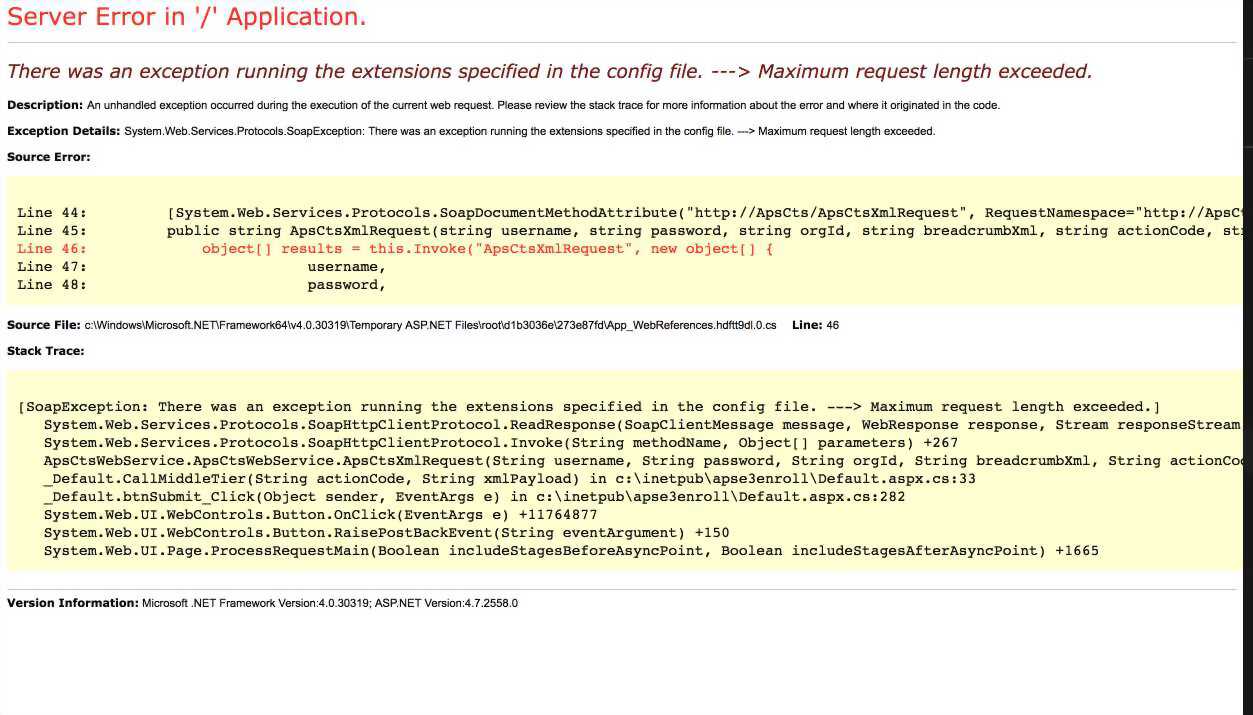 Server Error in '/' Application.
There was an exception running the extensions specified in the config file. ---> Maximum request length exceeded.
Description: An unhandled exception occurred during the execution of the current web request. Please review the stack trace for more information about the error and where it originated in the code.
Exception Details: System.Web.Services.Protocols.SoapException: There was an exception running the extensions specified in the config file. ---> Maximum request length exceeded.
Source Error:
Line 44: [System.Web.Services.Protocols.SoapDocumentMethodAttribute("http://ApsCts/ApsCtsXmlRequest", RequestNamespace="http://ApsCt
Line 45: public string ApsCtsXmlRequest(string username, string password, string orgId, string breadcrumbXml, string actionCode,
Line 46: object[] results = this.Invoke("ApsCtsXmlRequest", new object[] {
Line 47: username,
Line 48: password,
Source File: c:\Windows\Microsoft.NET\Framework64\v4.0.30319\Temporary ASP.NET Files\root\d1b3036e\273e87fd\App_WebReferences.hdftt9dl.0.cs Line: 46
Stack Trace:
[SoapException: There was an exception running the extensions specified in the config file. ---> Maximum request length exceeded.]
System.Web.Services.Protocols.SoapHttpClientProtocol.ReadResponse(SoapClientMessage message, WebResponse response, Stream responseStream
System.Web.Services.Protocols.SoapHttpClientProtocol.Invoke(String methodName, Object[] parameters) +267
ApsCtsWebService.ApsCtsWebService.ApsCtsXmlRequest(String username, String password, String orgId, String breadcrumbXml, String actionCod
_Default.CallMiddleTier(String actionCode, String xmlPayload) in c:\inetpub\apse3enroll\Default.aspx.cs:33
_Default.btnSubmit_Click(Object sender, EventArgs e) in c:\inetpub\apse3enroll\Default.aspx.cs:282
System.Web.UI.WebControls.Button.OnClick(EventArgs e) +11764877
System.Web.UI.WebControls.Button.RaisePostBackEvent(String eventArgument) +150
System.Web.UI.Page.ProcessRequestMain(Boolean includeStagesBeforeAsyncPoint, Boolean includeStagesAfterAsyncPoint) +1665
Version Information: Microsoft .NET Framework Version:4.0.30319; ASP.NET Version:4.7.2558.0